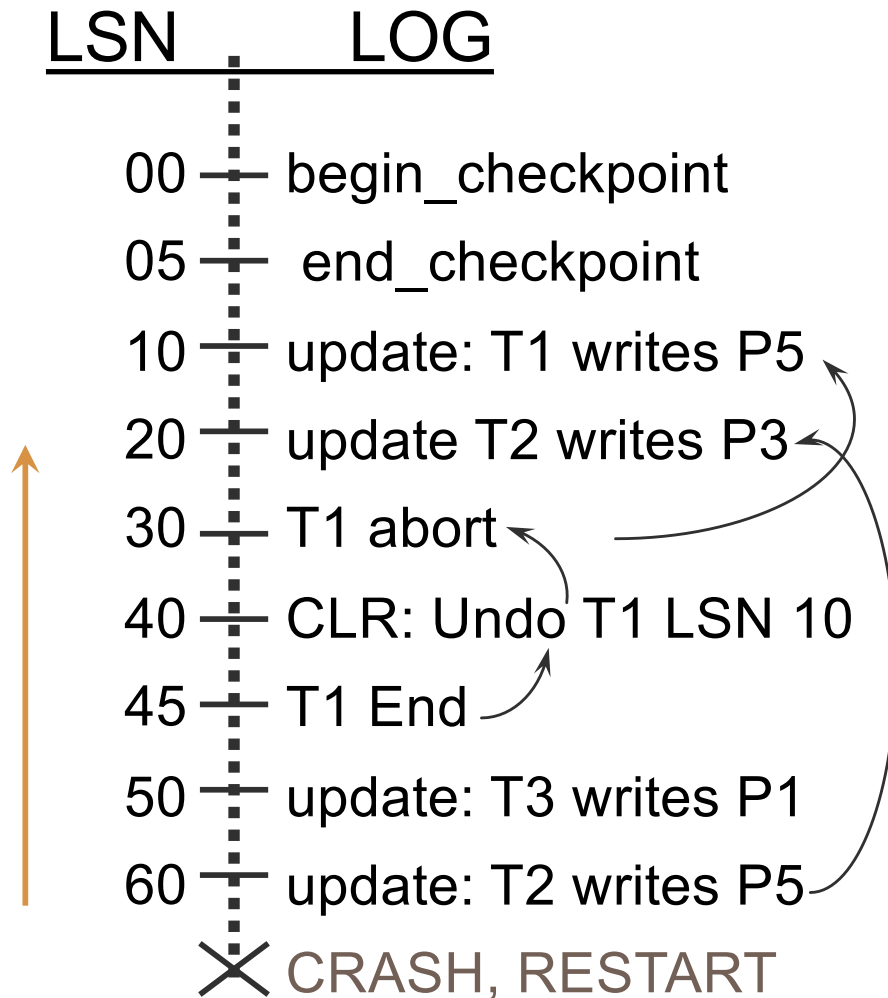 LSN LOG
00 begin_checkpoint
05 end_checkpoint
10 update: T1 writes P5
20 update T2 writes P3
30 T1 abort
40 CLR: Undo T1 LSN 10
45 T1 End
50 update: T3 writes P1
60 update: T2 writes P5
CRASH, RESTART